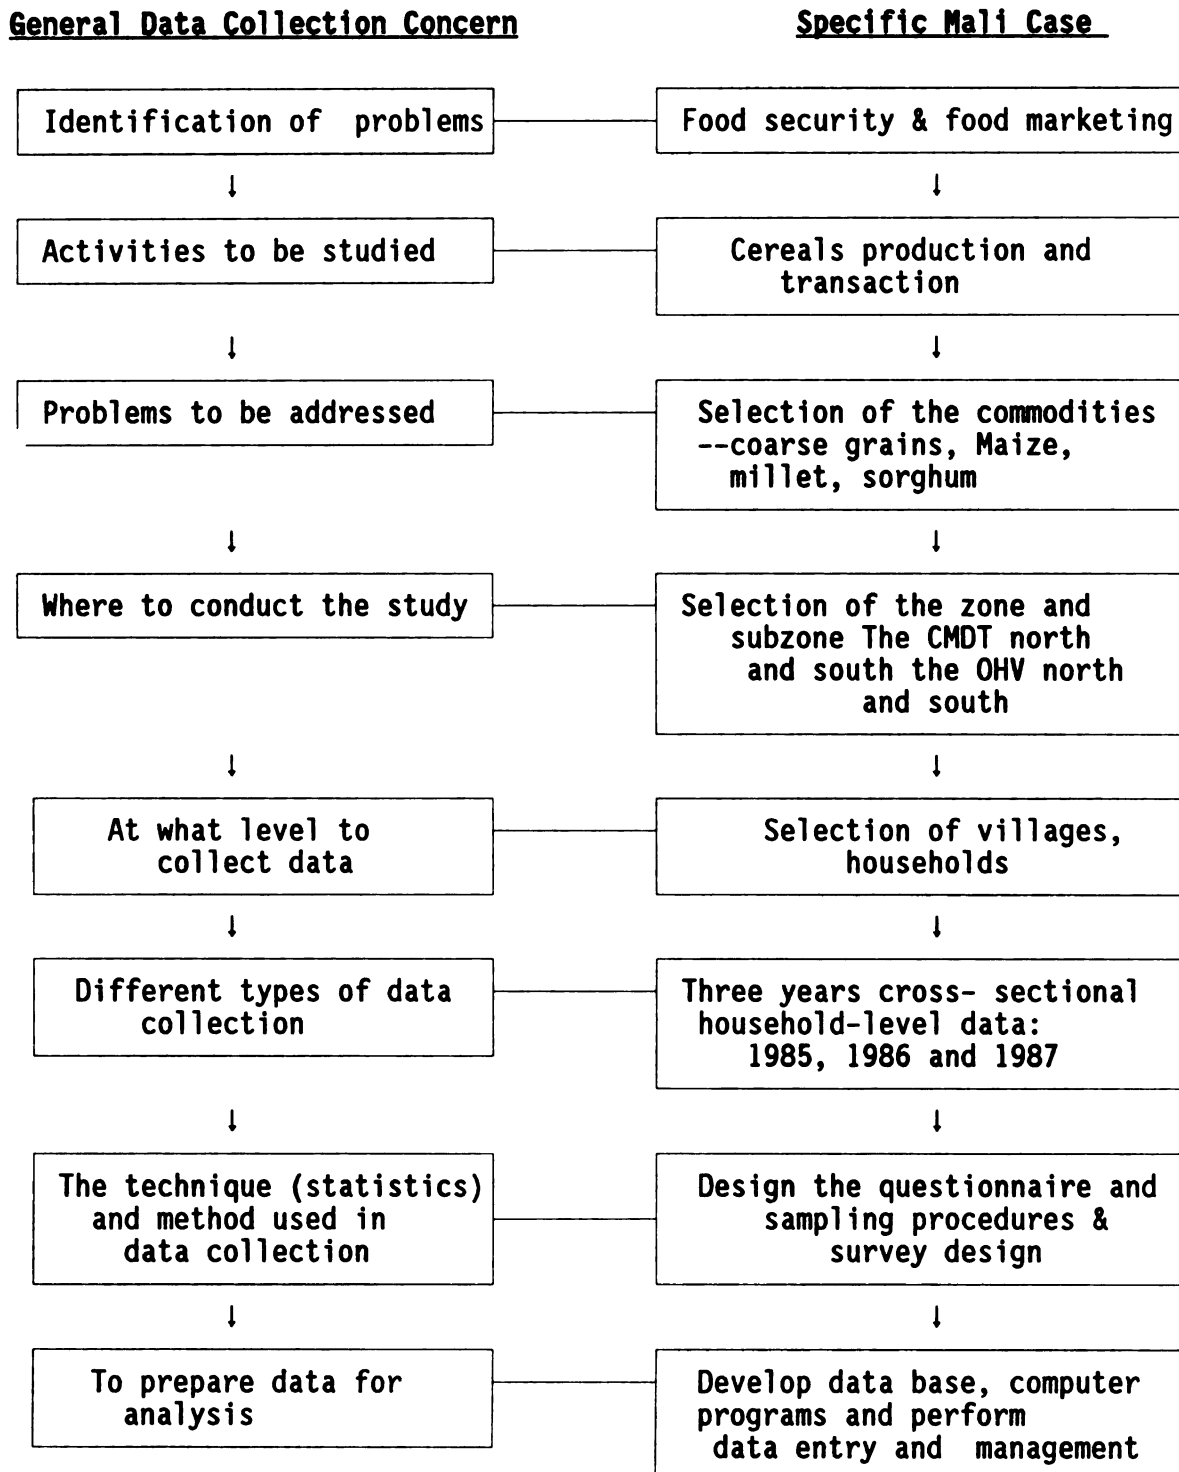 General Data Collection Concern
Specific Mali Case
Identification of problems
Food security & food marketing
↓
↓
Activities to be studied
Cereals production and
transaction
↓
↓
Problems to be addressed
Selection of the commodities
--coarse grains, Maize,
millet, sorghum
↓
↓
Where to conduct the study
Selection of the zone and
subzone The CMDT north
and south the OHV north
and south
↓
↓
At what level to
collect data
Selection of villages,
households
↓
↓
Different types of data
collection
Three years cross- sectional
household-level data:
1985, 1986 and 1987
↓
↓
The technique (statistics)
and method used in
data collection
Design the questionnaire and
sampling procedures &
survey design
↓
↓
To prepare data for
analysis
Develop data base, computer
programs and perform
data entry and management